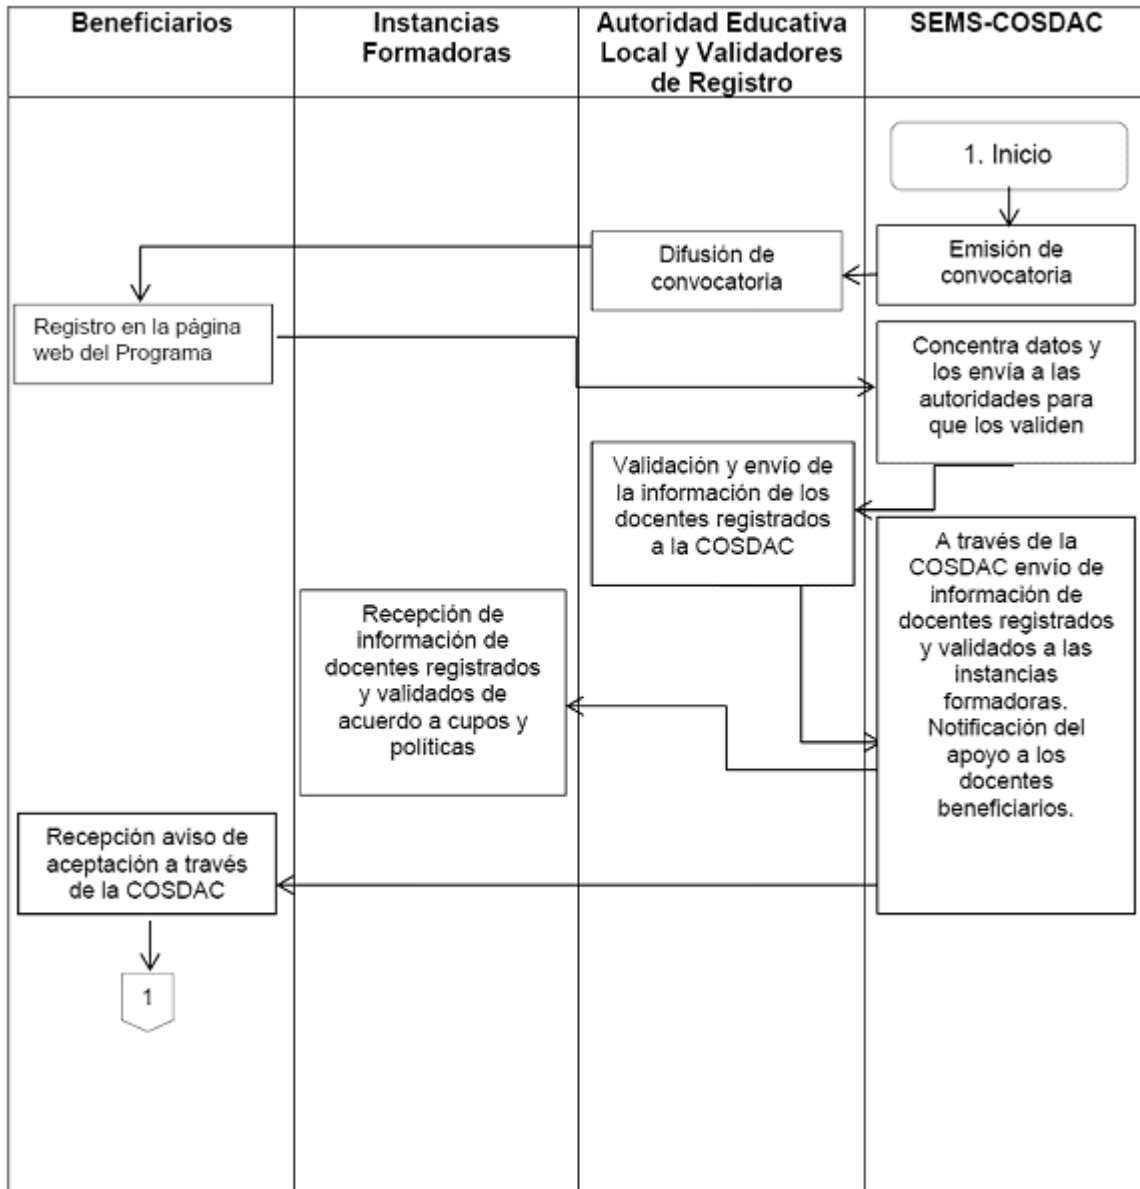 Beneficiarios
Instancias
Formadoras
Autoridad Educativa
Local y Validadores
de Registro
SEMS-COSDAC
1. Inicio
Emisión de
convocatoria
Difusión de
convocatoria
Registro en la página
web del Programa
Concentra datos y
los envía a las
autoridades para
que los validen
Validación y envío de
la información de los
docentes registrados
a la COSDAC
A través de la
COSDAC envío de
información de
docentes registrados
y validados a las
instancias
formadoras.
Notificación del
apoyo a los
docentes
beneficiarios.
Recepción de
información de
docentes registrados
y validados de
acuerdo a cupos y
políticas
Recepción aviso de
aceptación a través
de la COSDAC
1